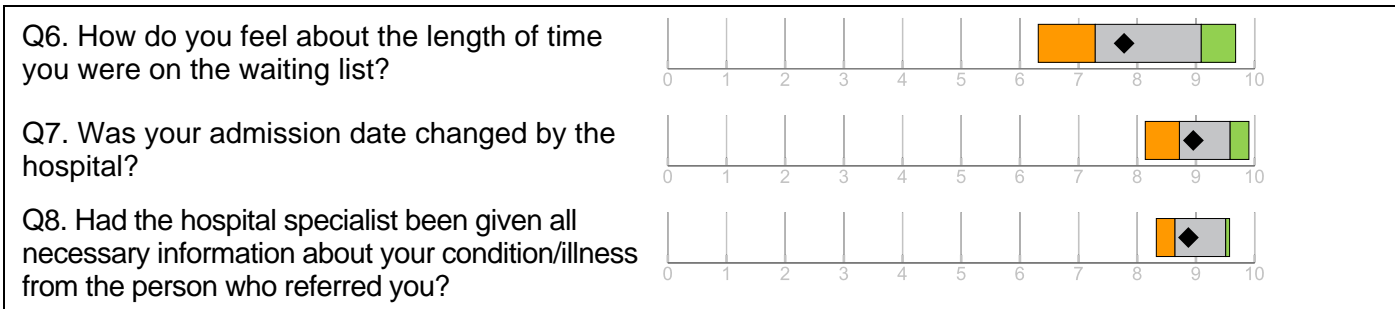 Q6. How do you feel about the length of time
you were on the waiting list?
0 1 2 3 4 5 6 7 8 9 10
Q7. Was your admission date changed by the
hospital?
0 1 2 3 4 5 6 7 8 9 10
Q8. Had the hospital specialist been given all
necessary information about your condition/illness
from the person who referred you?
0 1 2 3 4 5 6 7 8 9 10